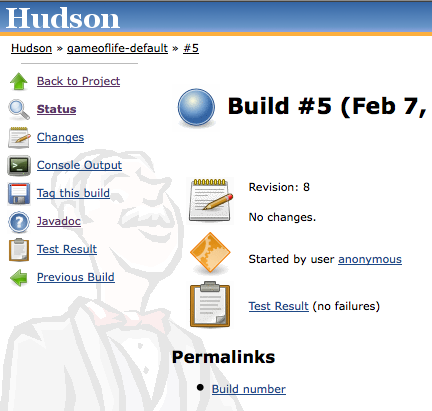 Hudson
Hudson » gameoflife-default » #5
Back to Project
Status
Changes
Console Output
Tag this build
Javadoc
Test Result
Previous Build
Build #5 (Feb 7,
Revision: 8
No changes.
Started by user anonymous
Test Result (no failures)
Permalinks
Build number